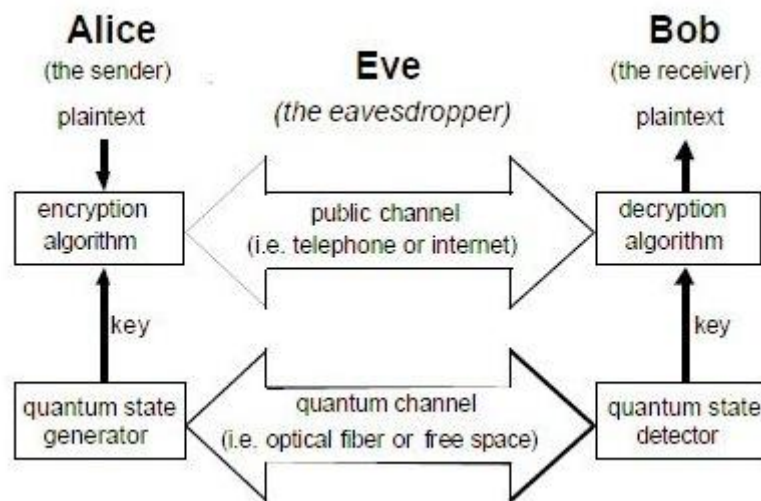 Alice
(the sender)
plaintext
encryption
algorithm
key
quantum state
generator
Eve
(the eavesdropper)
public channel
(i.e. telephone or internet)
quantum channel
(i.e. optical fiber or free space)
Bob
(the receiver)
plaintext
decryption
algorithm
key
quantum state
detector